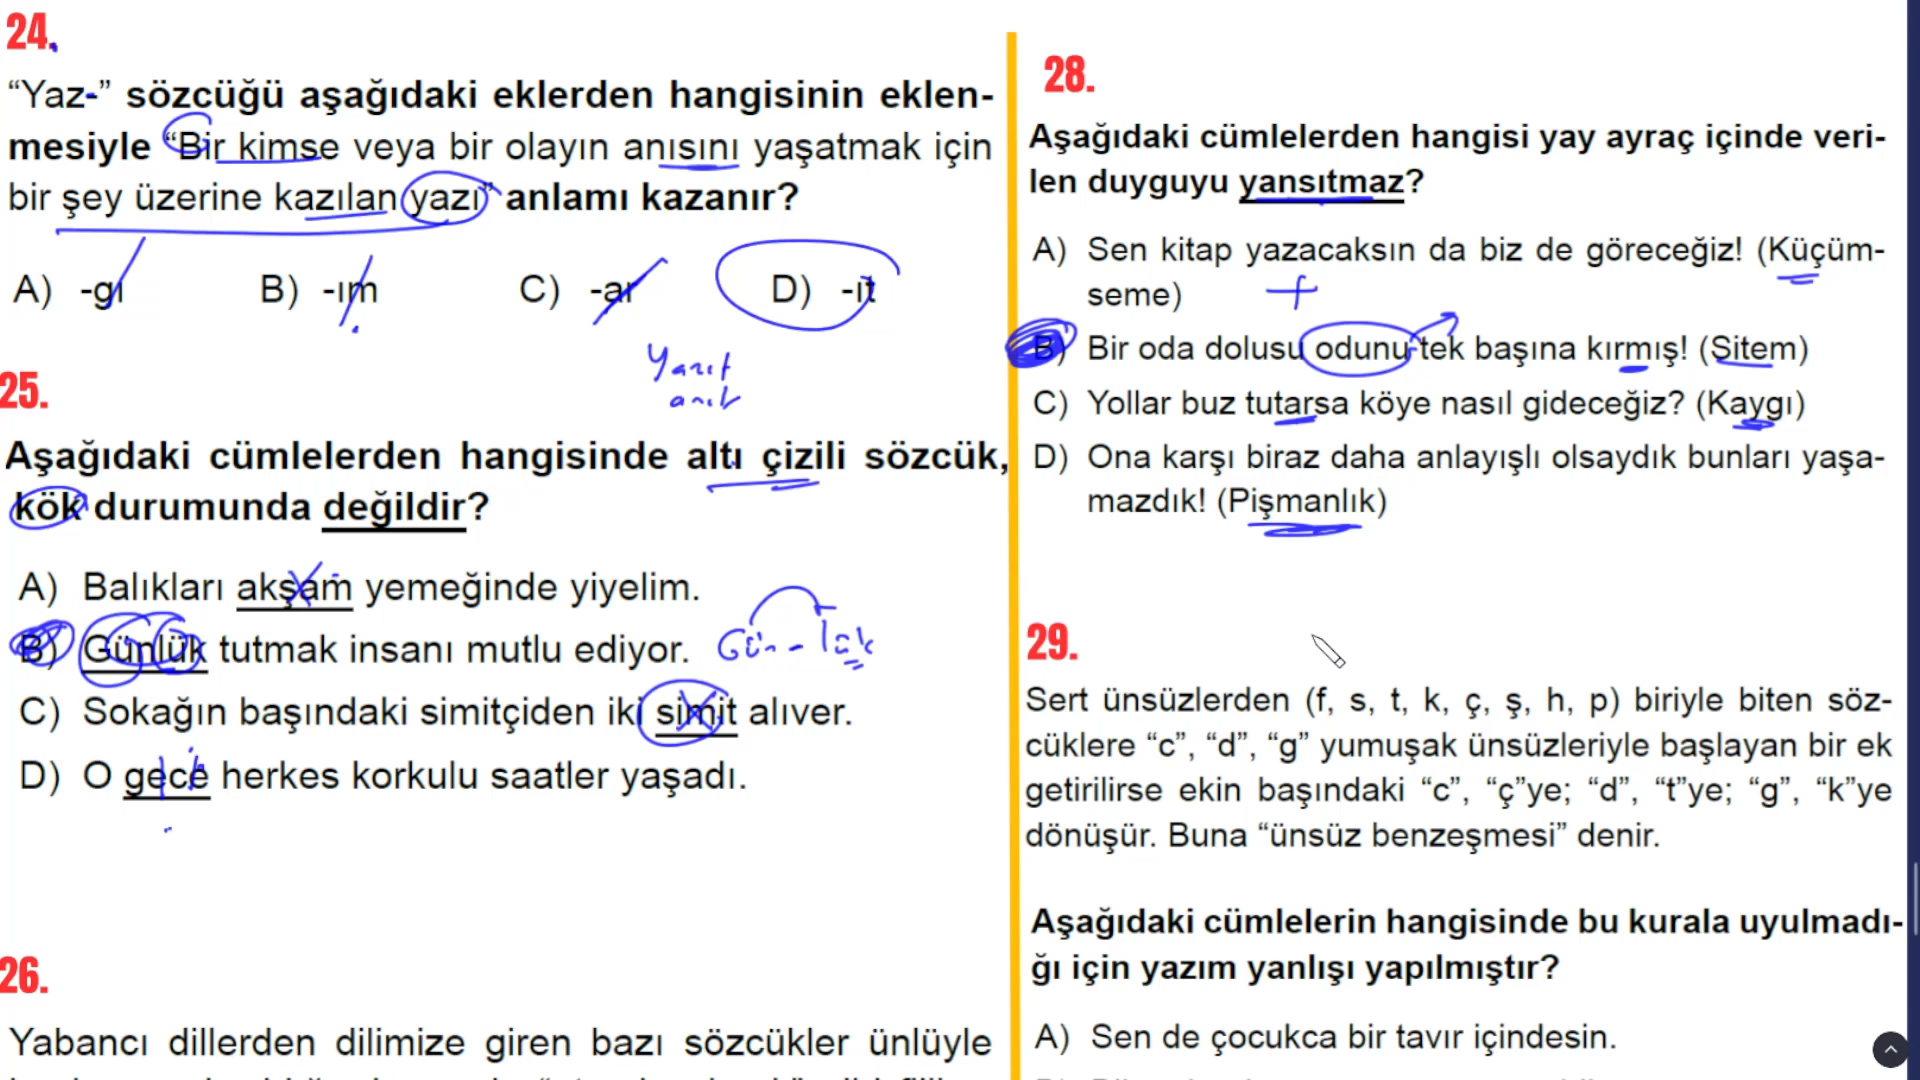 24.
“Yaz-” sözcüğü aşağıdaki eklerden hangisinin eklen-
mesiyle “Bir kimse veya bir olayın anısını yaşatmak için
bir şey üzerine kazılan yazı” anlamı kazanır?
A) -gı B) -ım C) -ar D) -ıt
Yazıt
anıt
25.
Aşağıdaki cümlelerden hangisinde altı çizili sözcük,
kök durumunda değildir?
A) Balıkları akşam yemeğinde yiyelim.
B) Günlük tutmak insanı mutlu ediyor.
Gün-lük
C) Sokağın başındaki simitçiden iki simit alıver.
D) O gece herkes korkulu saatler yaşadı.
26.
Yabancı dillerden dilimize giren bazı sözcükler ünlüyle
28.
Aşağıdaki cümlelerden hangisi yay ayraç içinde veri-
len duyguyu yansıtmaz?
A) Sen kitap yazacaksın da biz de göreceğiz! (Küçüm-
seme)
B) Bir oda dolusu odunu tek başına kırmış! (Sitem)
C) Yollar buz tutarsa köye nasıl gideceğiz? (Kaygı)
D) Ona karşı biraz daha anlayışlı olsaydık bunları yaşa-
mazdık! (Pişmanlık)
29.
Sert ünsüzlerden (f, s, t, k, ç, ş, h, p) biriyle biten söz-
cüklere “c”, “d”, “g” yumuşak ünsüzleriyle başlayan bir ek
getirilirse ekin başındaki “c”, “ç”ye; “d”, “t”ye; “g”, “k”ye
dönüşür. Buna “ünsüz benzeşmesi” denir.
Aşağıdaki cümlelerin hangisinde bu kurala uyulmadı-
ğı için yazım yanlışı yapılmıştır?
A) Sen de çocukca bir tavır içindesin.